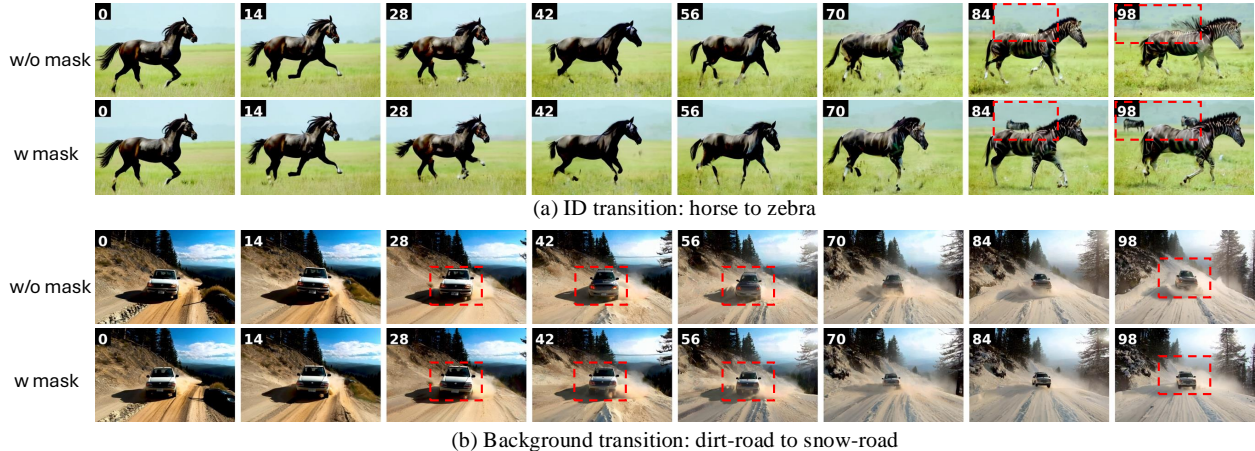 w/o mask
0 14 28 42 56 70 84 98
w mask
0 14 28 42 56 70 84 98
(a) ID transition: horse to zebra
w/o mask
0 14 28 42 56 70 84 98
w mask
0 14 28 42 56 70 84 98
(b) Background transition: dirt-road to snow-road